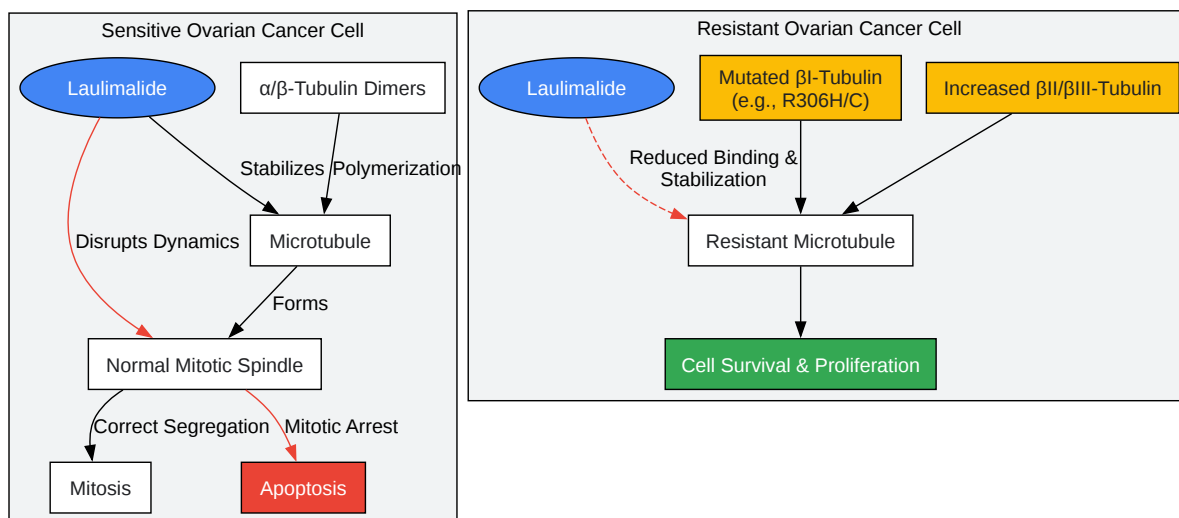 Sensitive Ovarian Cancer Cell
Laulimalide
α/β-Tubulin Dimers
Stabilizes
Polymerization
Disrupts Dynamics
Microtubule
Forms
Normal Mitotic Spindle
Correct Segregation
Mitotic Arrest
Mitosis
Apoptosis
Resistant Ovarian Cancer Cell
Laulimalide
Mutated βI-Tubulin
(e.g., R306H/C)
Increased βII/βIII-Tubulin
Reduced Binding &
Stabilization
Resistant Microtubule
Cell Survival & Proliferation